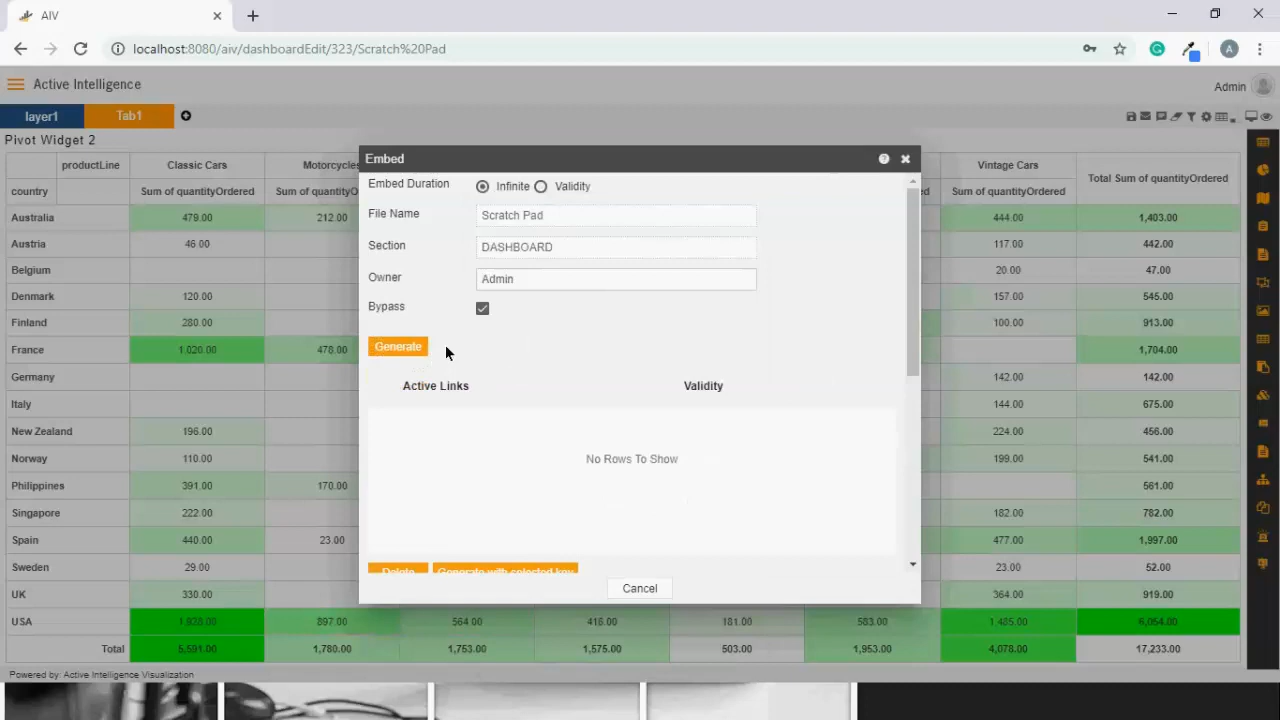 AIV
localhost:8080/aiv/dashboardEdit/323/Scratch%20Pad
A
Active Intelligence
Admin
layer1 Tab1
Pivot Widget 2
productLine Classic Cars Motorcycles Vintage Cars Total Sum of quantityOrdered
country Sum of quantityOrdered Sum of quantityO Sum of quantityOrdered
Australia 479.00 212.00 444.00 1,403.00
Austria 46.00 117.00 442.00
Belgium 20.00 47.00
Denmark 120.00 157.00 545.00
Finland 280.00 100.00 913.00
France 1,020.00 478.00 1,704.00
Germany 142.00 142.00
Italy 144.00 675.00
New Zealand 196.00 224.00 456.00
Norway 110.00 199.00 541.00
Philippines 391.00 170.00 561.00
Singapore 222.00 182.00 782.00
Spain 440.00 23.00 477.00 1,997.00
Sweden 29.00 23.00 52.00
UK 330.00 364.00 919.00
USA 1,928.00 897.00 564.00 416.00 181.00 583.00 1,485.00 6,054.00
Total 5,591.00 1,780.00 1,753.00 1,575.00 503.00 1,953.00 4,078.00 17,233.00
Powered by: Active Intelligence Visualization
Embed
Embed Duration Infinite Validity
File Name Scratch Pad
Section DASHBOARD
Owner Admin
Bypass
Generate
Active Links Validity
No Rows To Show
Delete Generate with selected key
Cancel